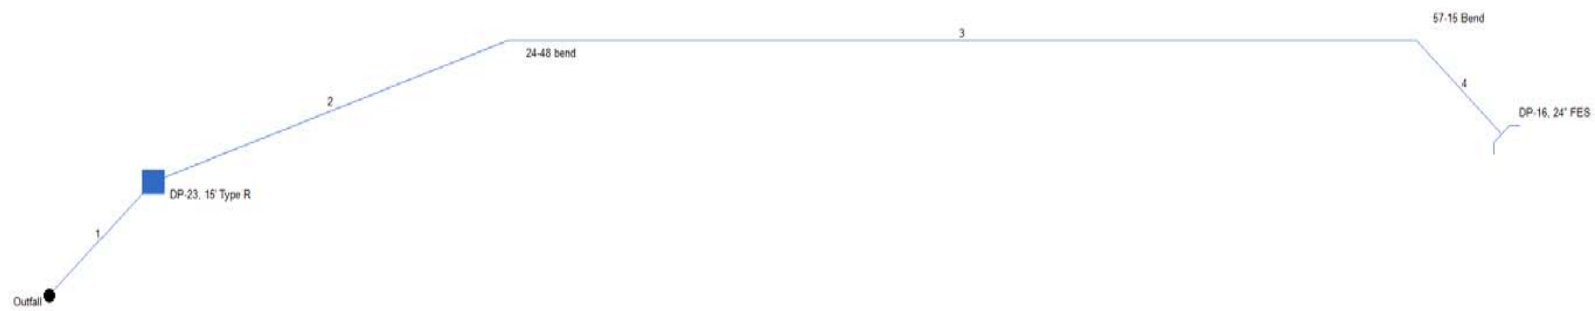 57-15 Bend
3
24-48 bend
4
2
DP-16, 24" FES
DP-23, 15' Type R
1
Outfall